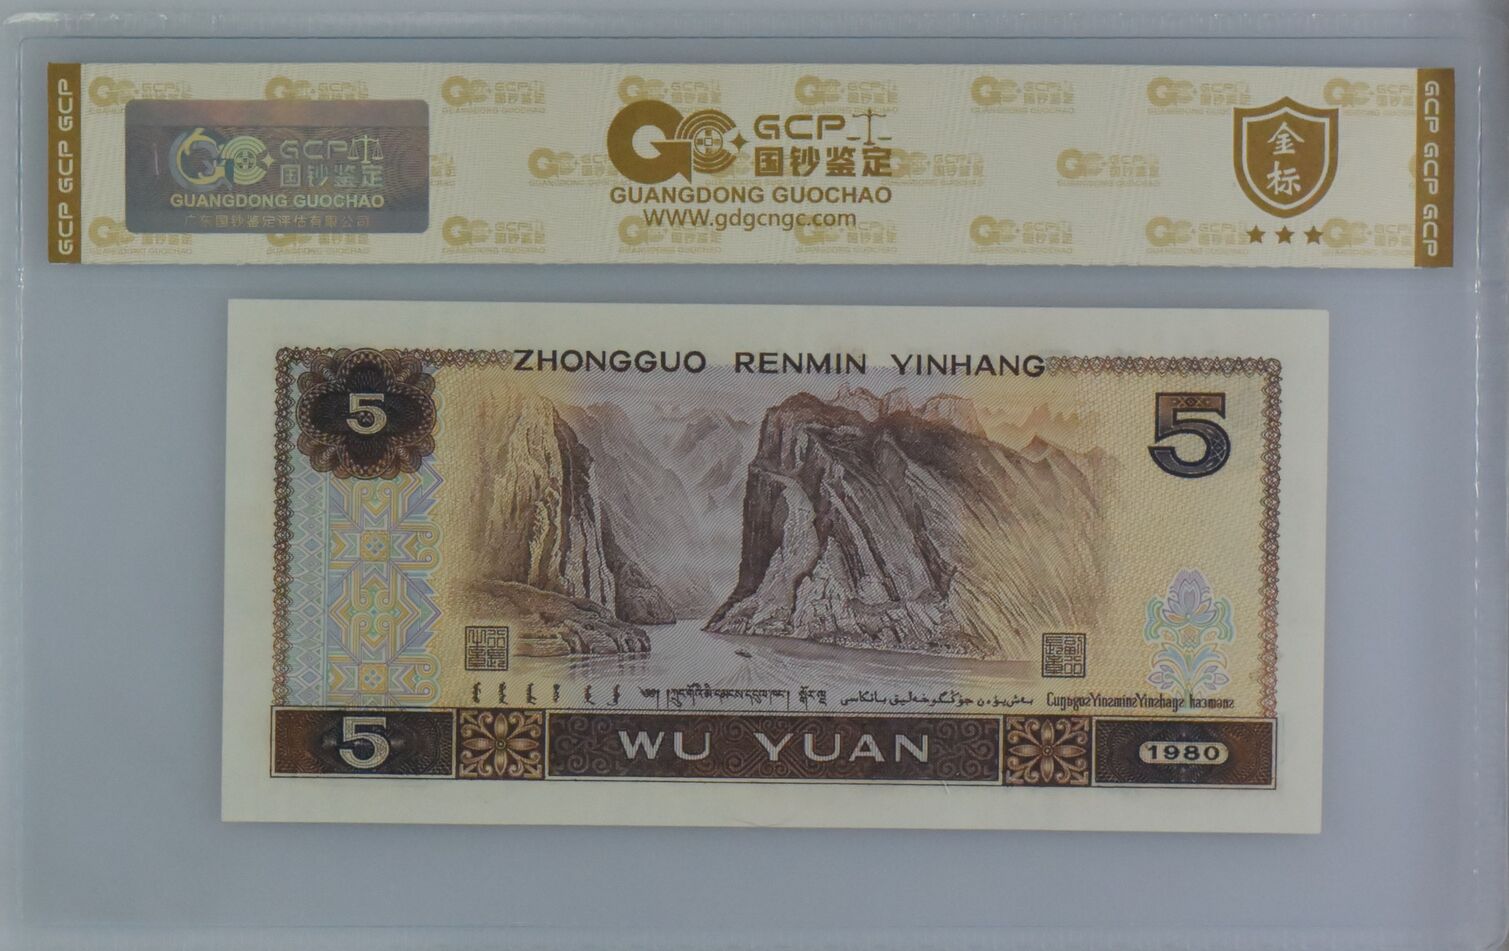 GCP GCP GCP
GCP
国钞鉴定
GUANGDONG GUOCHAO
广东国钞鉴定评估有限公司
GCP
国钞鉴定
GUANGDONG GUOCHAO
WWW.gdgcngc.com
金标
GCP GCP GCP
ZHONGGUO RENMIN YINHANG
5
5
5
WU YUAN
1980